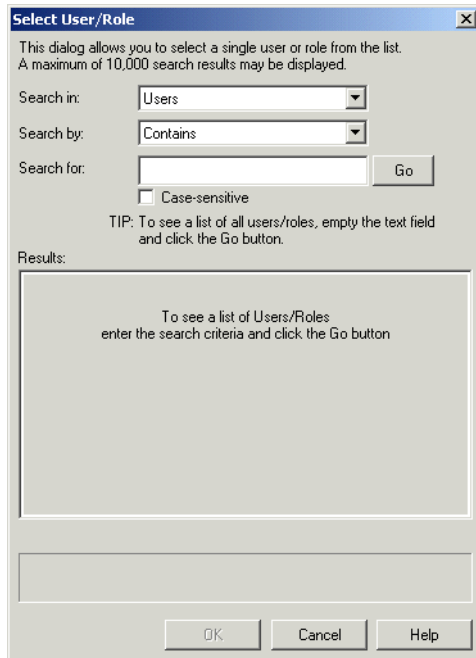 Select User/Role
This dialog allows you to select a single user or role from the list.
A maximum of 10,000 search results may be displayed.
Search in:
Users
Search by:
Contains
Search for:
Go
Case-sensitive
TIP: To see a list of all users/roles, empty the text field
and click the Go button.
Results:
To see a list of Users/Roles
enter the search criteria and click the Go button
OK
Cancel
Help